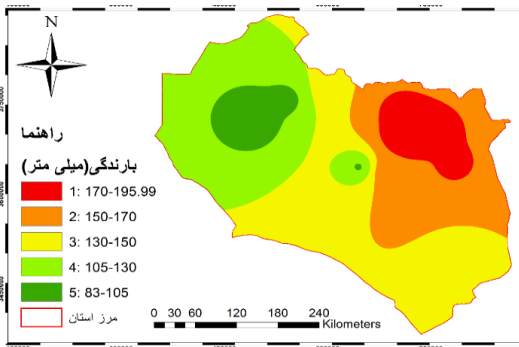 N
راهنما
بارندگی(میلی متر)
1: 170-195.99
2: 150-170
3: 130-150
4: 105-130
5: 83-105
مرز استان
0 30 60 120 180 240
Kilometers